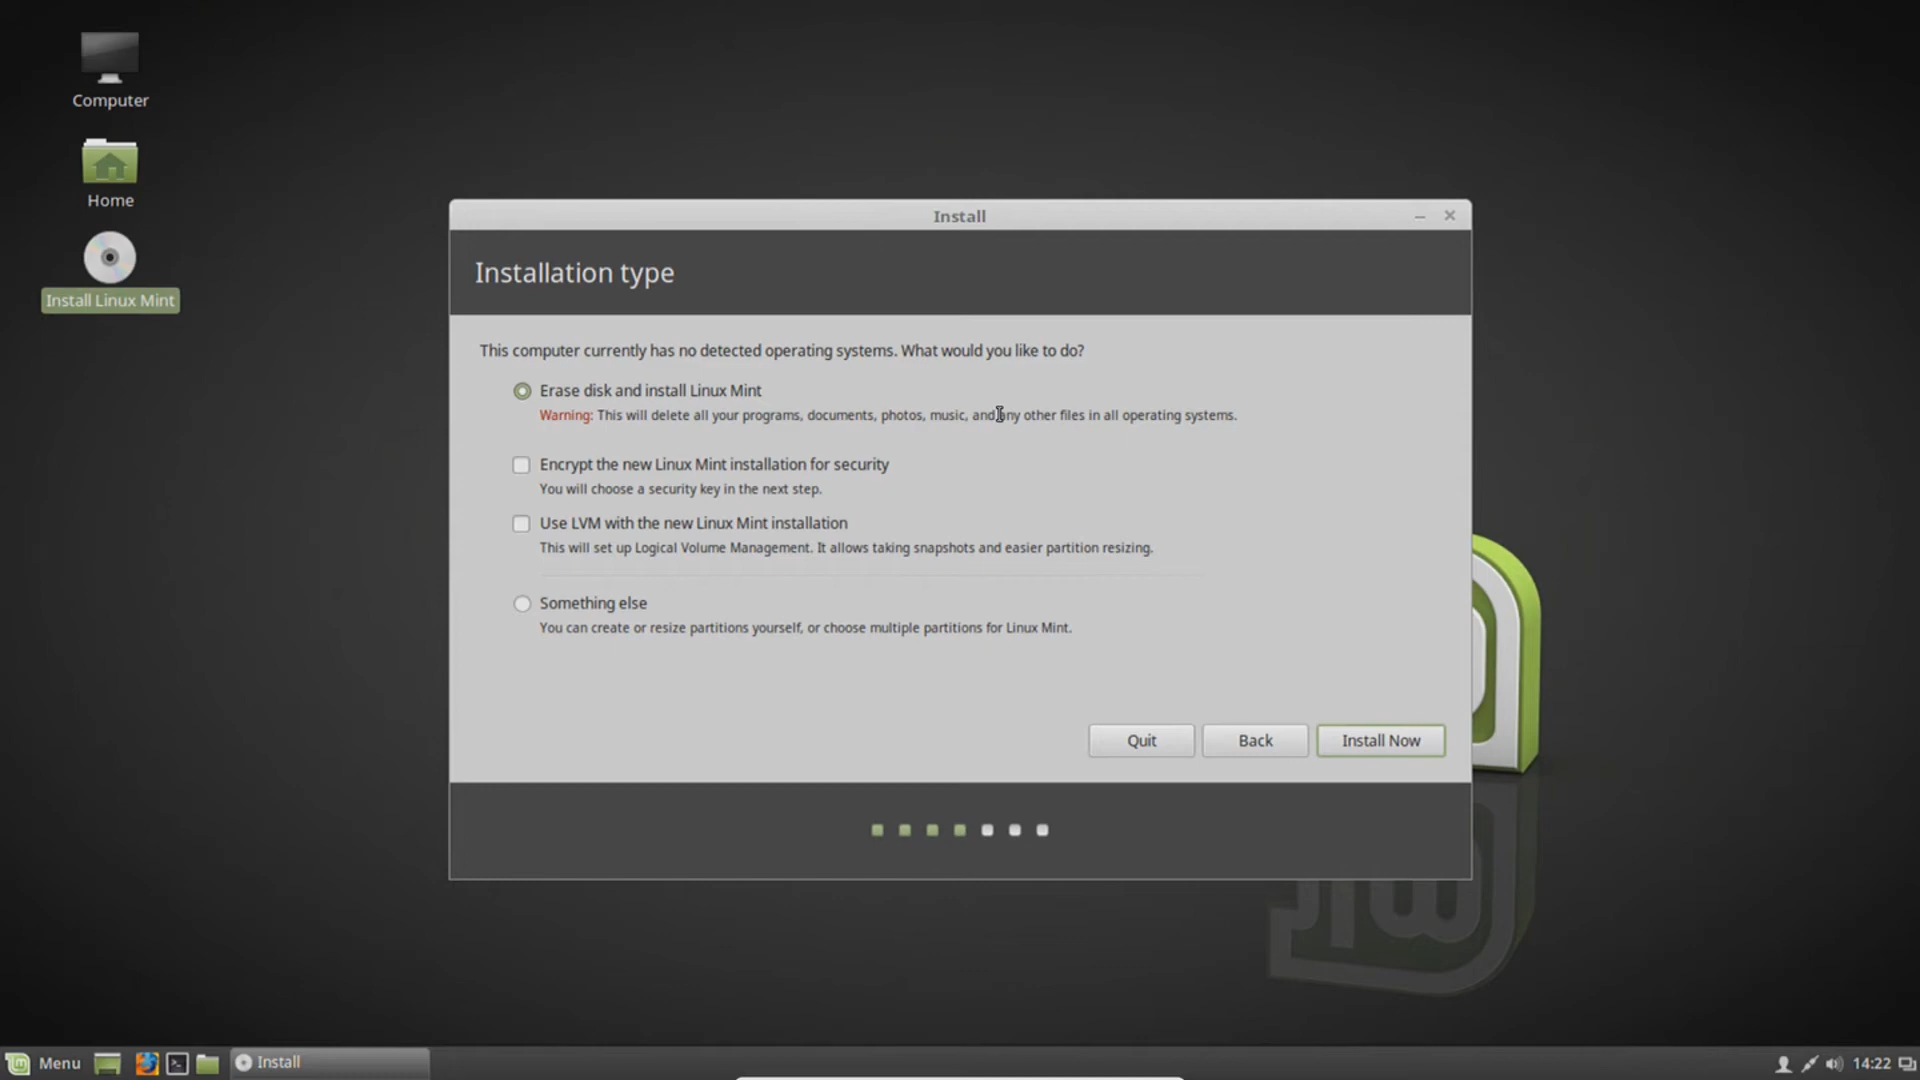 Computer
Home
Install Linux Mint
Install
Installation type
This computer currently has no detected operating systems. What would you like to do?
Erase disk and install Linux Mint
Warning: This will delete all your programs, documents, photos, music, and any other files in all operating systems.
Encrypt the new Linux Mint installation for security
You will choose a security key in the next step.
Use LVM with the new Linux Mint installation
This will set up Logical Volume Management. It allows taking snapshots and easier partition resizing.
Something else
You can create or resize partitions yourself, or choose multiple partitions for Linux Mint.
Quit
Back
Install Now
Menu
Install
14:22